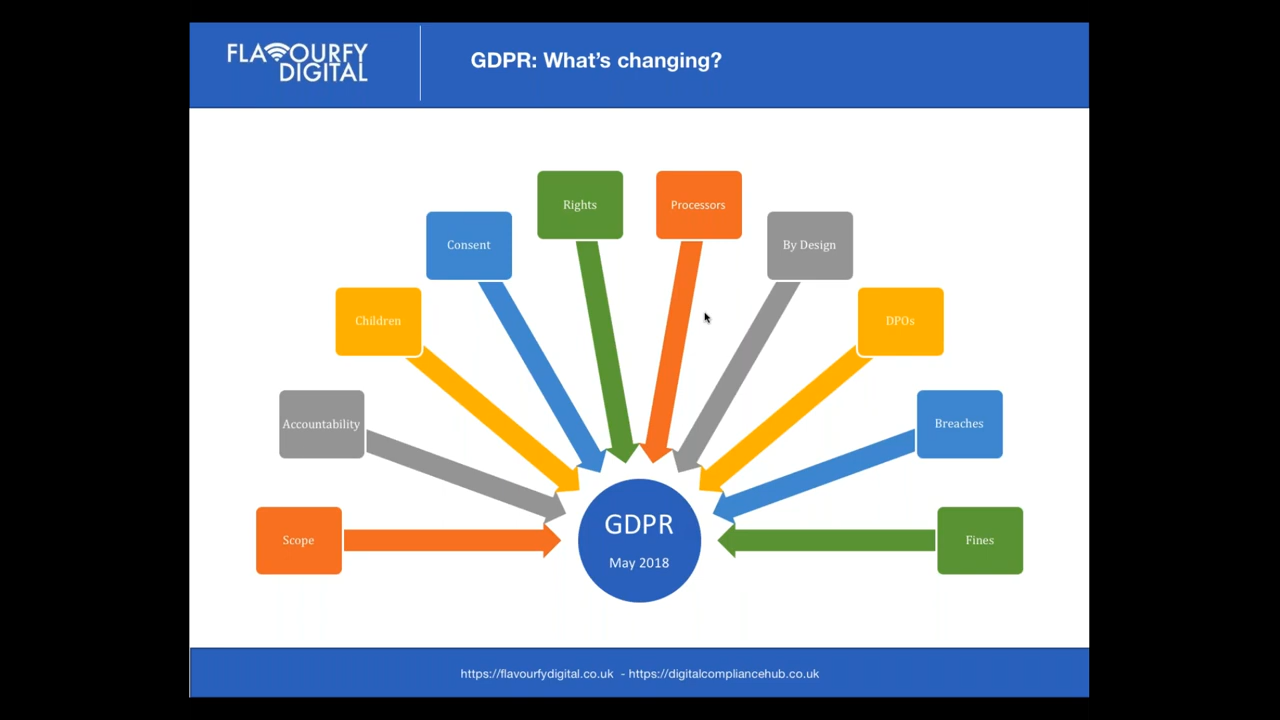 FLAVOURFY
DIGITAL
GDPR: What's changing?
Rights
Processors
Consent
By Design
Children
DPOs
Accountability
Breaches
Scope
Fines
GDPR
May 2018
https://flavourfydigital.co.uk - https://digitalcompliancehub.co.uk